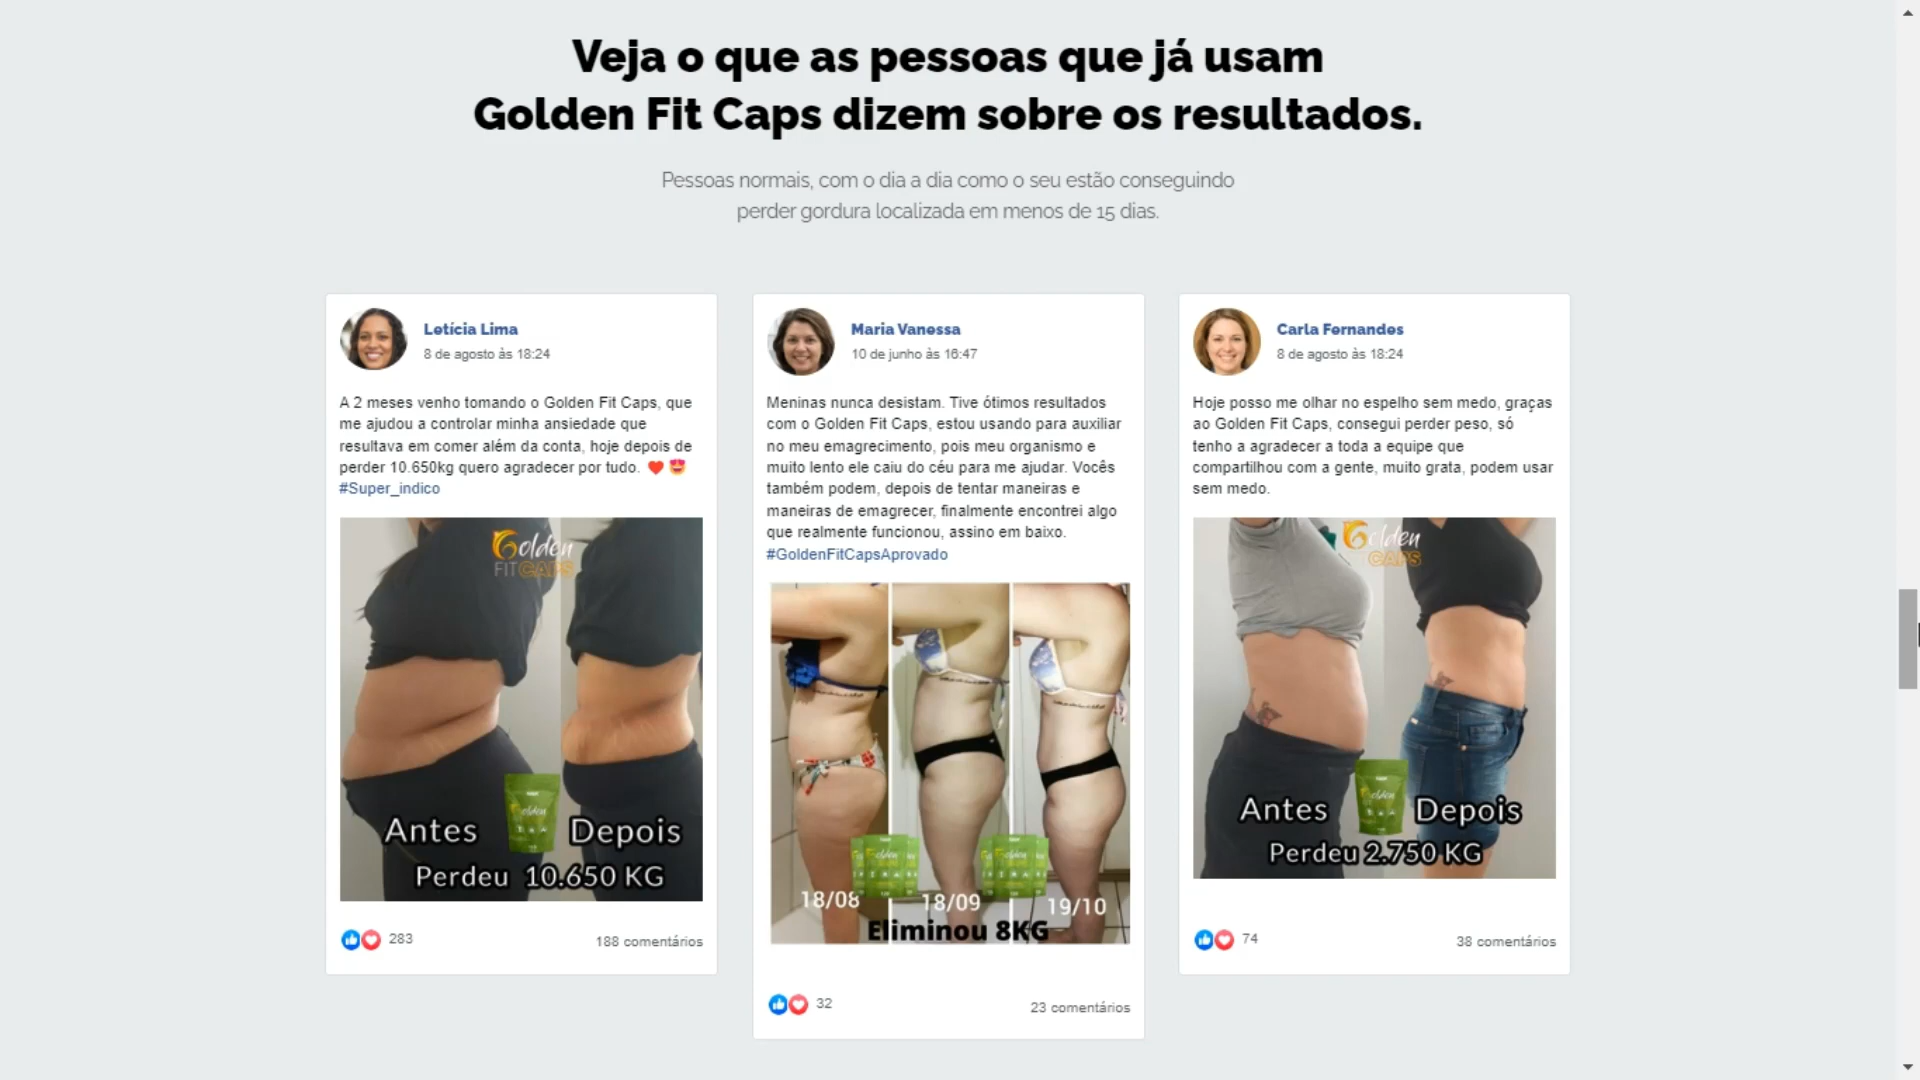 Veja o que as pessoas que já usam
Golden Fit Caps dizem sobre os resultados.
Pessoas normais, com o dia a dia como o seu estão conseguindo
perder gordura localizada em menos de 15 dias.
Letícia Lima
8 de agosto às 18:24
A 2 meses venho tomando o Golden Fit Caps, que
me ajudou a controlar minha ansiedade que
resultava em comer além da conta, hoje depois de
perder 10.650kg quero agradecer por tudo. ❤️ 😍
#Super_indico
Golden
FITCAPS
Golden
Antes Depois
Perdeu 10.650 KG
283
188 comentários
Maria Vanessa
10 de junho às 16:47
Meninas nunca desistam. Tive ótimos resultados
com o Golden Fit Caps, estou usando para auxiliar
no meu emagrecimento, pois meu organismo e
muito lento ele caiu do céu para me ajudar. Vocês
também podem, depois de tentar maneiras e
maneiras de emagrecer, finalmente encontrei algo
que realmente funcionou, assino em baixo.
#GoldenFitCapsAprovado
Golden
Golden
18/08 18/09 19/10
Eliminou 8KG
32
23 comentários
Carla Fernandes
8 de agosto às 18:24
Hoje posso me olhar no espelho sem medo, graças
ao Golden Fit Caps, consegui perder peso, só
tenho a agradecer a toda a equipe que
compartilhou com a gente, muito grata, podem usar
sem medo.
Golden
CAPS
Golden
Antes Depois
Perdeu 2.750 KG
74
38 comentários